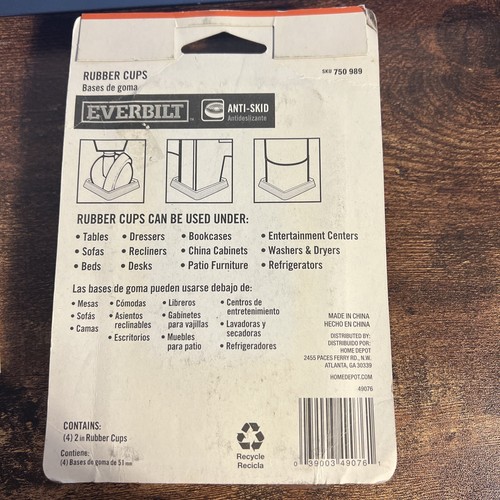 RUBBER CUPS
Bases de goma
SKU 750 989
EVERBILT™
ANTI-SKID
Antideslizante
RUBBER CUPS CAN BE USED UNDER:
• Tables • Dressers • Bookcases • Entertainment Centers
• Sofas • Recliners • China Cabinets • Washers & Dryers
• Beds • Desks • Patio Furniture • Refrigerators
Las bases de goma pueden usarse debajo de:
• Mesas
• Sofás
• Camas
• Cómodas
• Asientos
reclinables
• Escritorios
• Libreros
• Gabinetes
para vajillas
• Muebles
para patio
• Centros de
entretenimiento
• Lavadoras y
secadoras
• Refrigeradores
MADE IN CHINA
HECHO EN CHINA
DISTRIBUTED BY:
DISTRIBUIDO POR:
HOME DEPOT
2455 PACES FERRY RD., N.W.
ATLANTA, GA 30339
HOMEDEPOT.COM
49076
CONTAINS:
(4) 2 in Rubber Cups
Contiene:
(4) Bases de goma de 51 mm
Recycle
Recicla
0 39003 49076 1